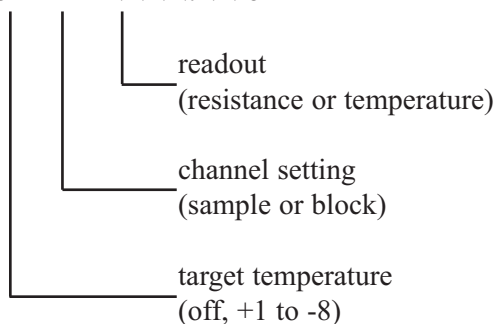 readout
(resistance or temperature)
channel setting
(sample or block)
target temperature
(off, +1 to -8)